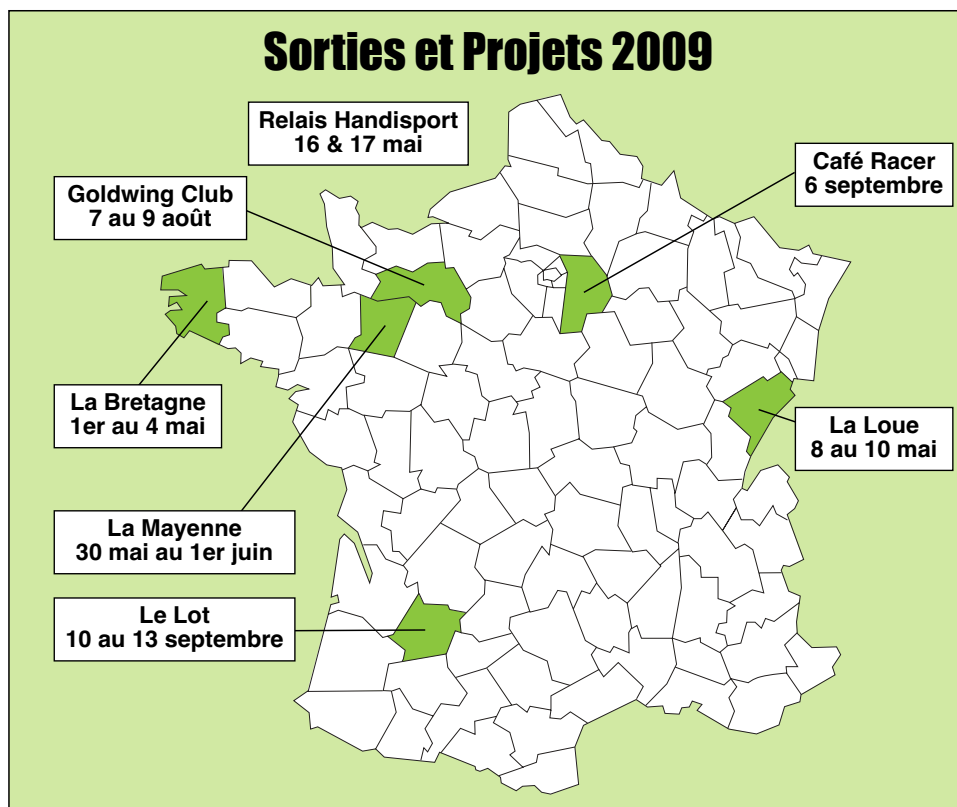 Sorties et Projets 2009
Relais Handisport
16 & 17 mai
Café Racer
6 septembre
Goldwing Club
7 au 9 août
La Bretagne
1er au 4 mai
La Loue
8 au 10 mai
La Mayenne
30 mai au 1er juin
Le Lot
10 au 13 septembre